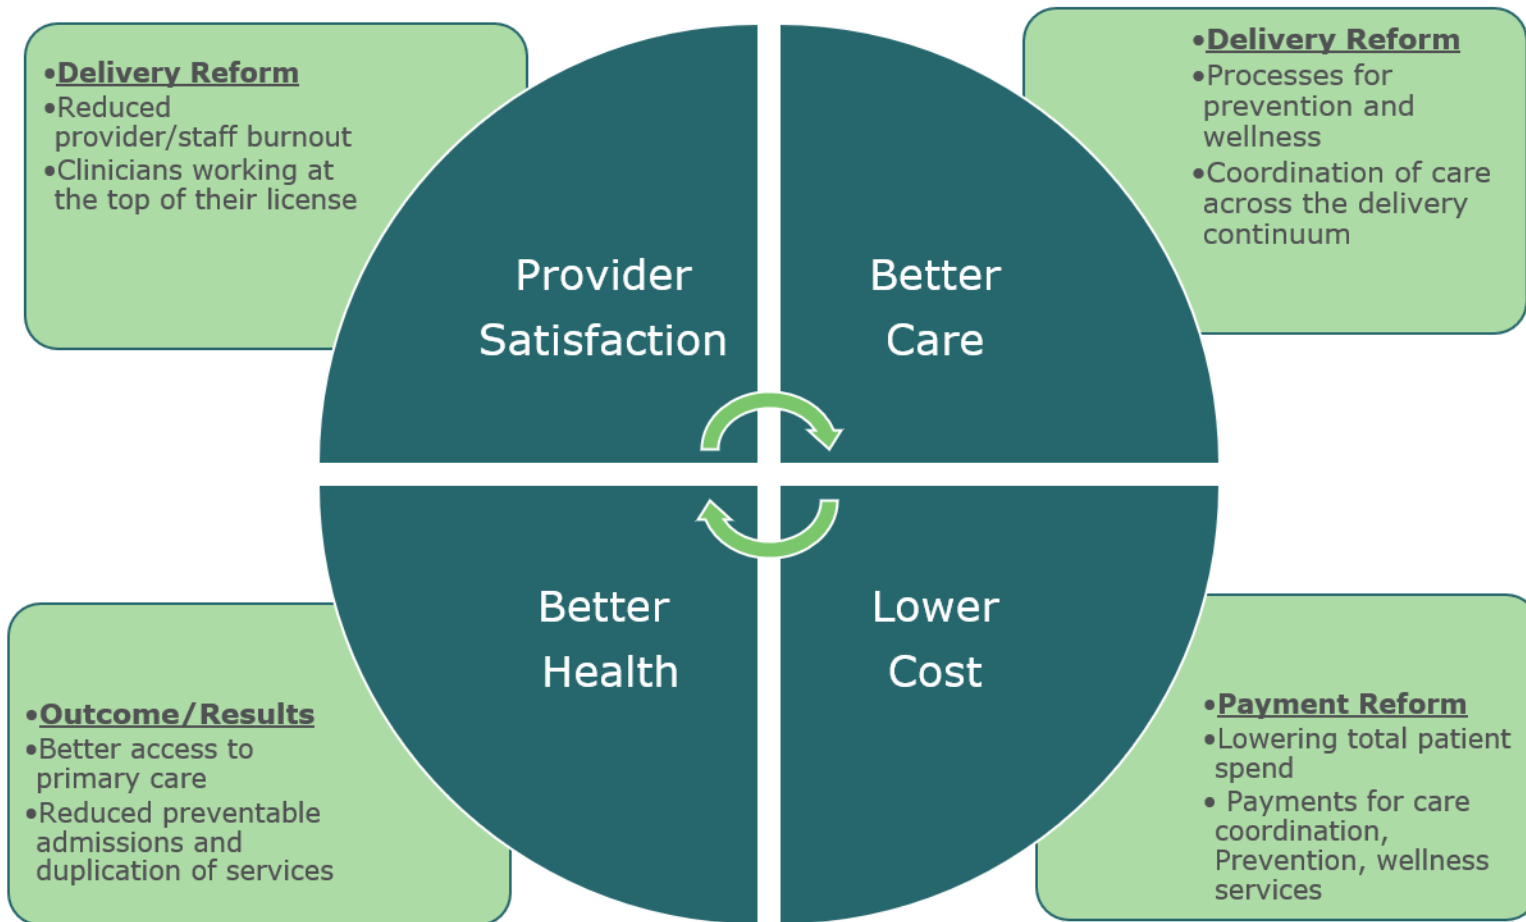 •Delivery Reform
•Reduced
provider/staff burnout
•Clinicians working at
the top of their license
•Delivery Reform
•Processes for
prevention and
wellness
•Coordination of care
across the delivery
continuum
Provider
Satisfaction
Better
Care
Better
Health
Lower
Cost
•Outcome/Results
•Better access to
primary care
•Reduced preventable
admissions and
duplication of services
•Payment Reform
•Lowering total patient
spend
• Payments for care
coordination,
Prevention, wellness
services